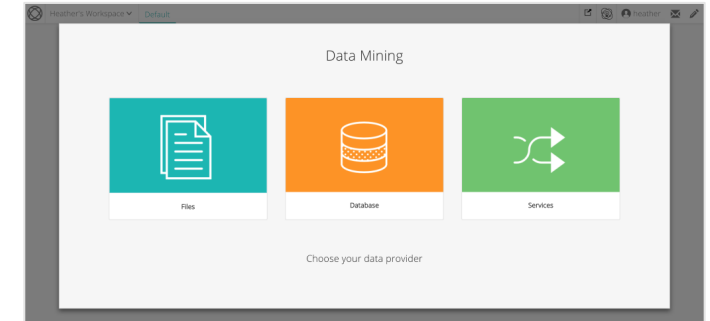 Heather's Workspace Default heather
Data Mining
Files Database Services
Choose your data provider